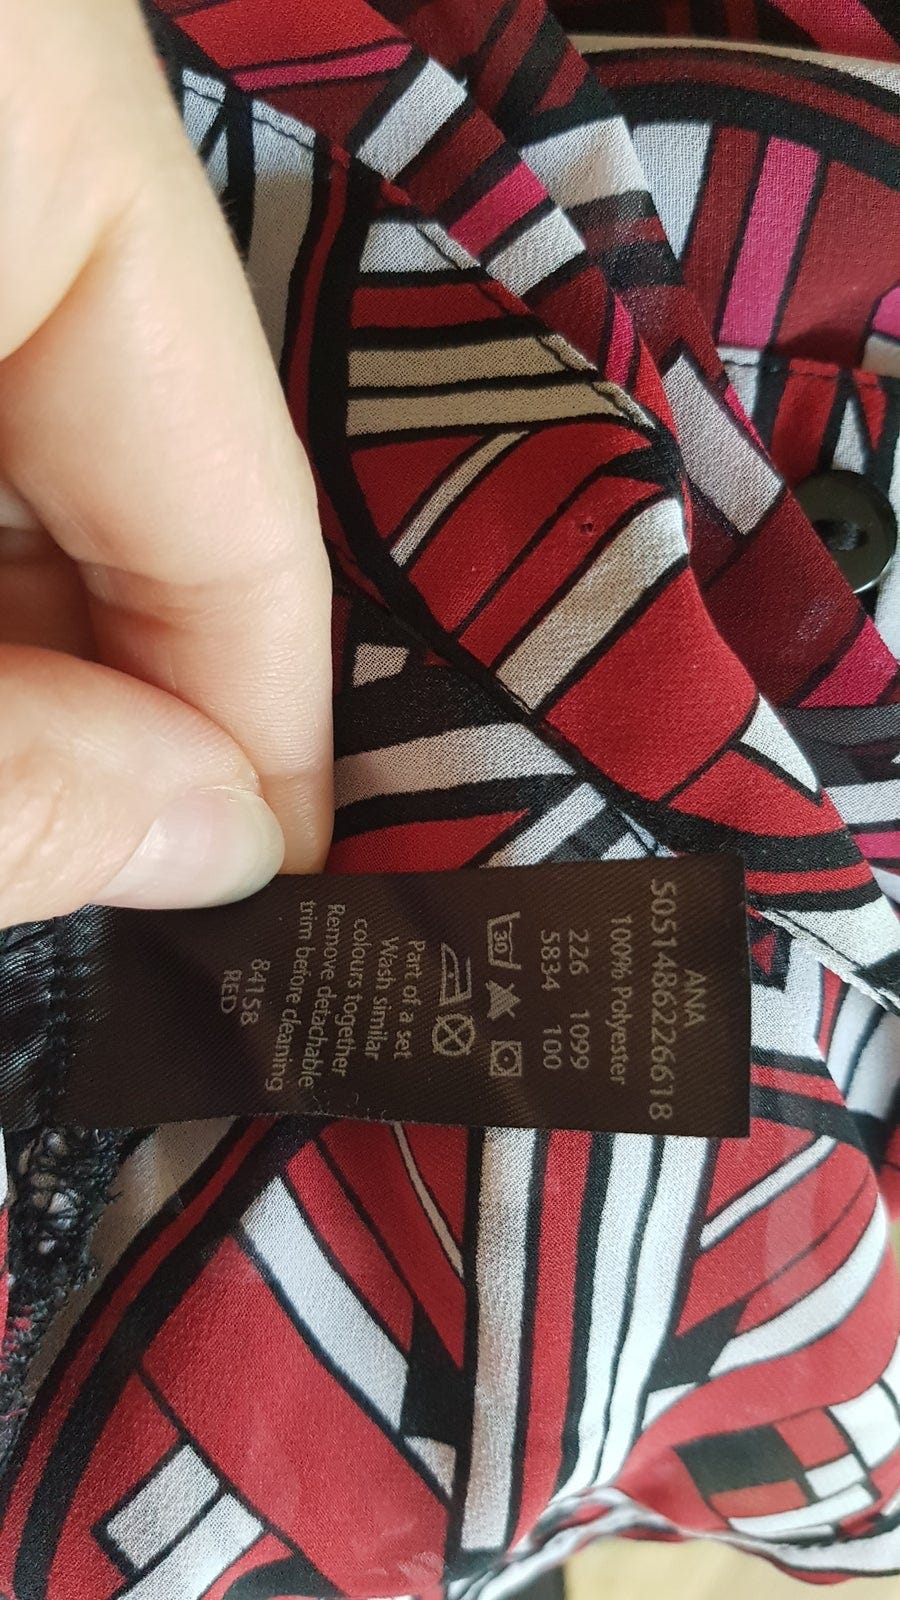 5051486226618
ANA
100% Polyester
226 1099
5834 100
30
Part of a set
Wash similar
colours together
Remove detachable
trim before cleaning
84158
RED